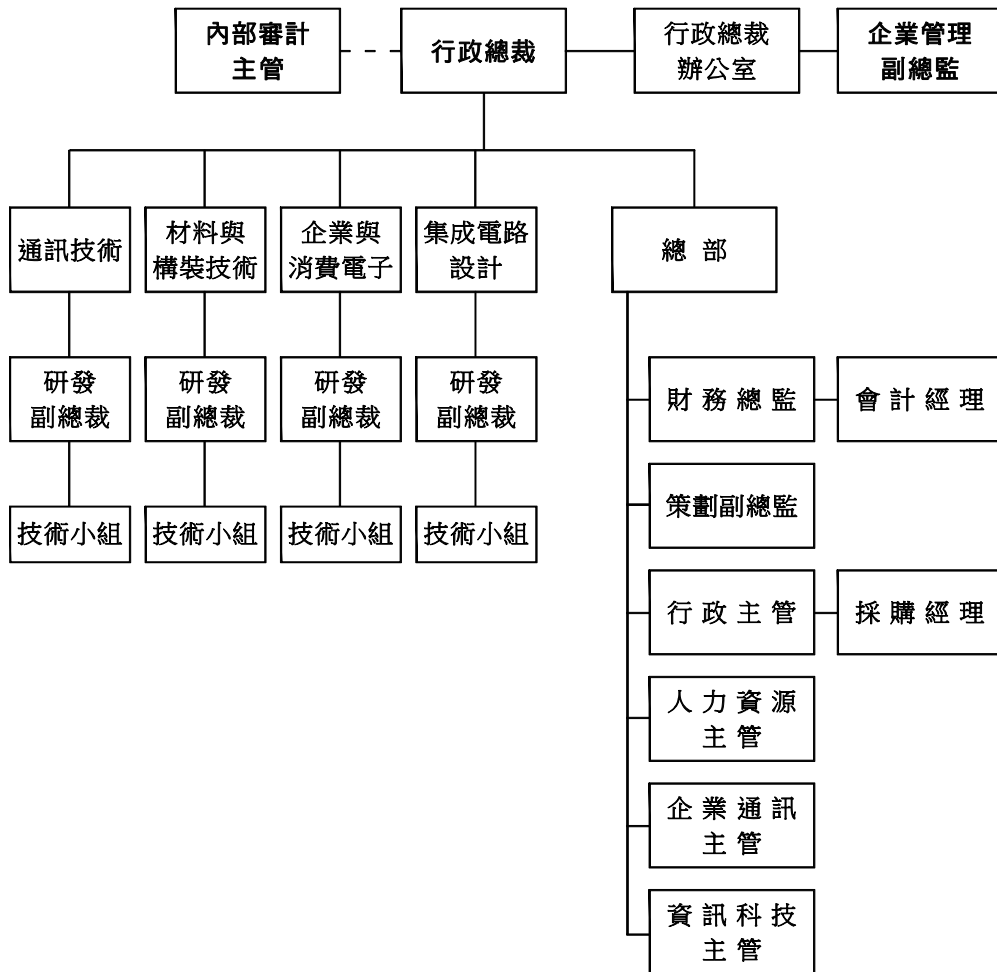 內部審計
主管
行政總裁
行政總裁
辦公室
企業管理
副總監
通訊技術
材料與
構裝技術
企業與
消費電子
集成電路
設計
總 部
研發
副總裁
研發
副總裁
研發
副總裁
研發
副總裁
技術小組
技術小組
技術小組
技術小組
財 務 總 監
會 計 經 理
策劃副總監
行 政 主 管
採 購 經 理
人 力 資 源
主 管
企 業 通 訊
主 管
資 訊 科 技
主 管